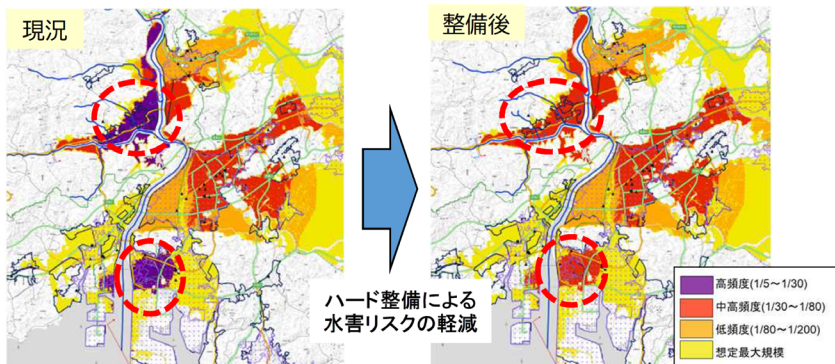 現況
整備後
ハード整備による
水害リスクの軽減
高頻度(1/5~1/30)
中高頻度(1/30~1/80)
低頻度(1/80~1/200)
想定最大規模